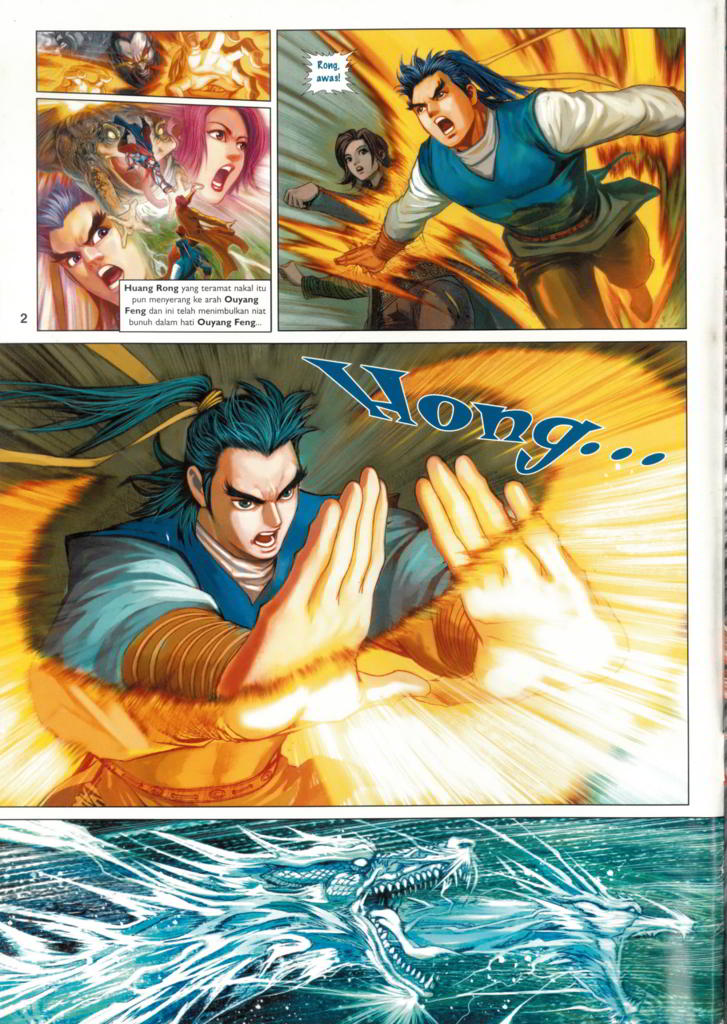 Rong,
awas!
Huang Rong yang teramat nakal itu
pun menyerang ke arah Ouyang
Feng dan ini telah menimbulkan niat
bunuh dalam hati Ouyang Feng...
2
Hong...